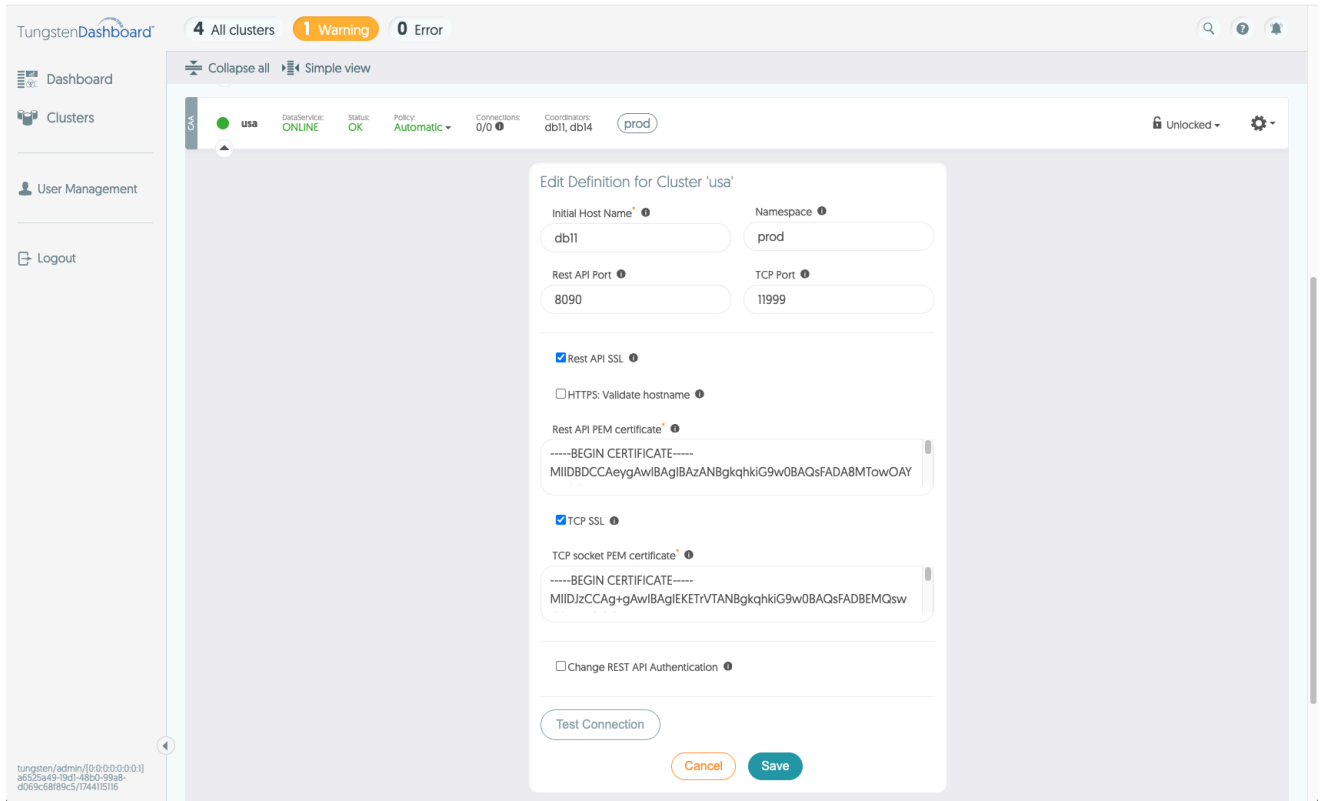 TungstenDashboard
4 All clusters
1 Warning
0 Error
Dashboard
Clusters
User Management
Logout
tungsten/admin/[0:0:0:0:0:0:0:1]
a6525a49-19d1-48b0-99a8-
d069c68f89c5/1744115116
Collapse all
Simple view
CAA
usa
DataService:
ONLINE
Status:
OK
Policy:
Automatic
Connections:
0/0
Coordinators:
db11, db14
prod
Unlocked
Edit Definition for Cluster 'usa'
Initial Host Name*
Namespace
db11
prod
Rest API Port
TCP Port
8090
11999
Rest API SSL
HTTPS: Validate hostname
Rest API PEM certificate*
-----BEGIN CERTIFICATE-----
MIIDBDCCAeygAwIBAgIBAzANBgkqhkiG9w0BAQsFADA8MTowOAY
TCP SSL
TCP socket PEM certificate*
-----BEGIN CERTIFICATE-----
MIIDJzCCAg+gAwIBAgIEKETrVTANBgkqhkiG9w0BAQsFADBEMQsw
Change REST API Authentication
Test Connection
Cancel
Save